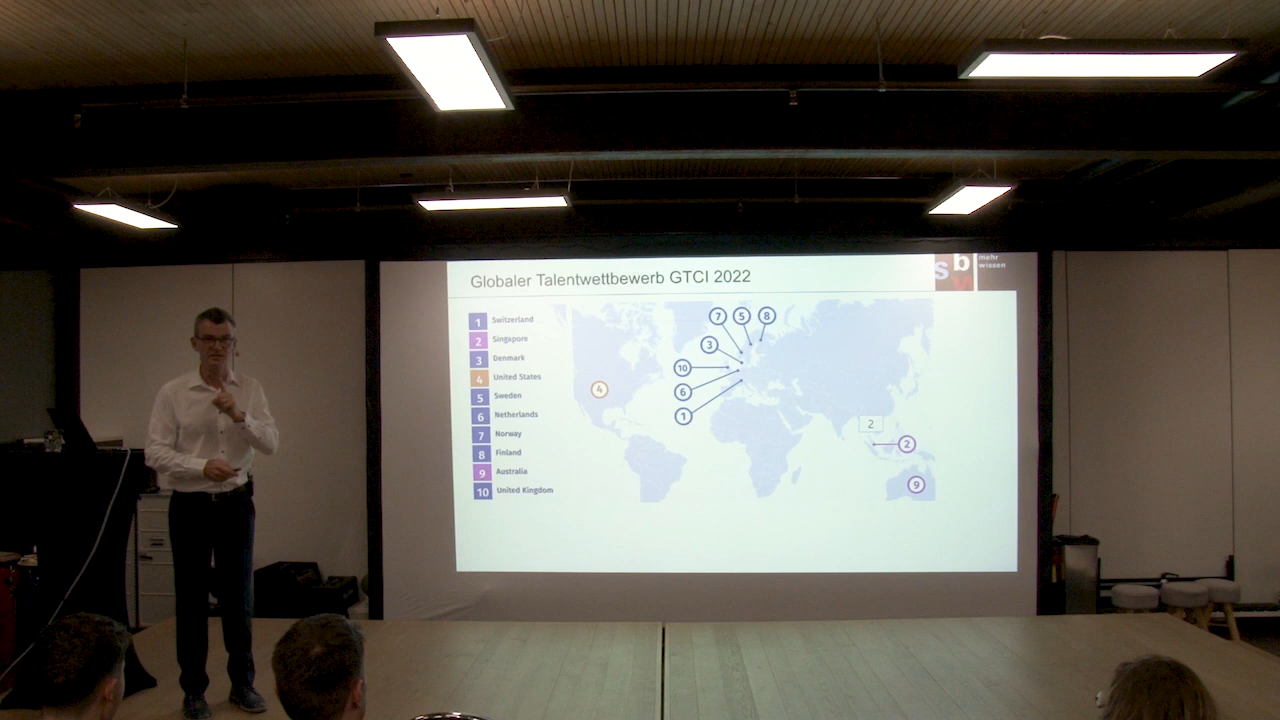 Globaler Talentwettbewerb GTCI 2022
sb
mehr
wissen
1 Switzerland
2 Singapore
3 Denmark
4 United States
5 Sweden
6 Netherlands
7 Norway
8 Finland
9 Australia
10 United Kingdom
7 5 8
3
10
4
6
1
2
2
9